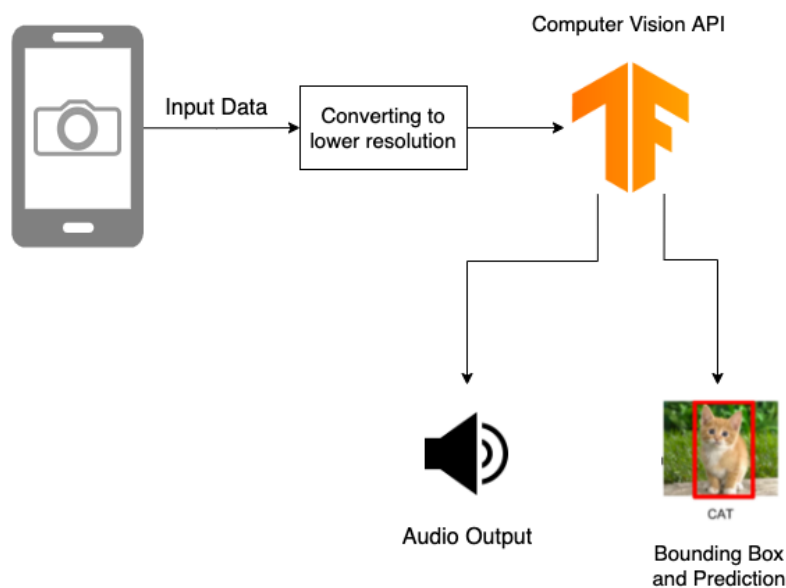 Computer Vision API
Input Data
Converting to
lower resolution
Audio Output
CAT
Bounding Box
and Prediction